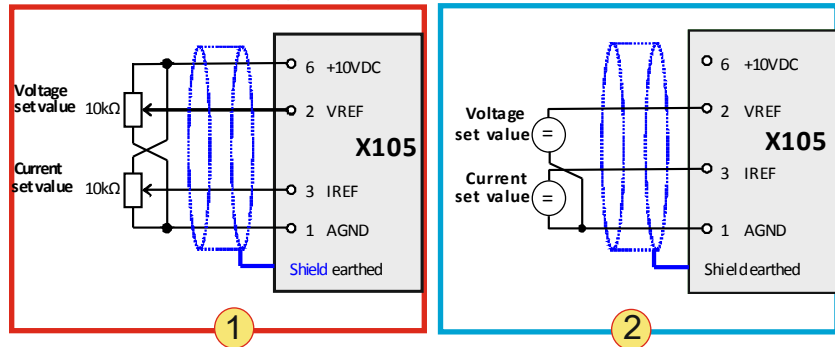 6 +10VDC
Voltage
set value
10kΩ
2 VREF
X105
Current
set value
10kΩ
3 IREF
1 AGND
Shield earthed
1
6 +10VDC
Voltage
set value
=
2 VREF
X105
Current
set value
=
3 IREF
1 AGND
Shield earthed
2